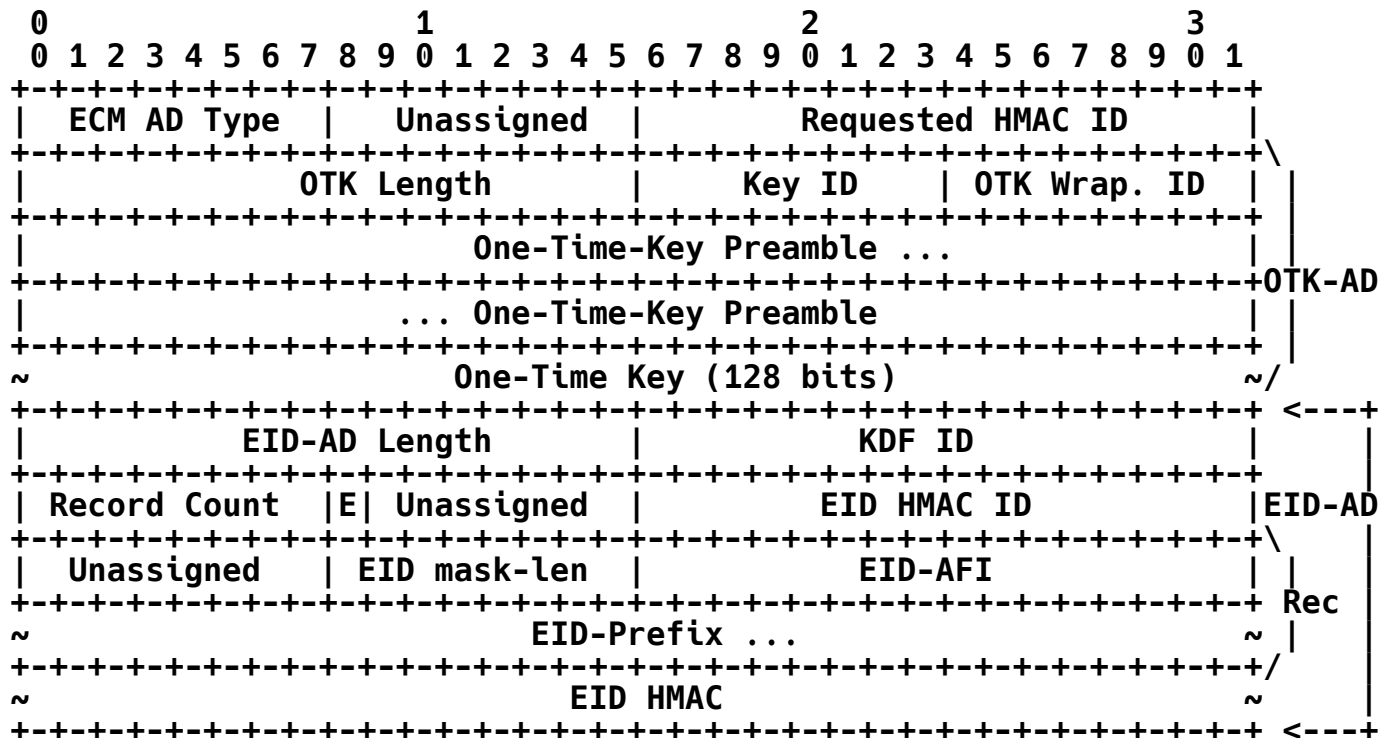 0                   1                   2                   3
 0 1 2 3 4 5 6 7 8 9 0 1 2 3 4 5 6 7 8 9 0 1 2 3 4 5 6 7 8 9 0 1
+-+-+-+-+-+-+-+-+-+-+-+-+-+-+-+-+-+-+-+-+-+-+-+-+-+-+-+-+-+-+-+-+
|  ECM AD Type  |   Unassigned  |        Requested HMAC ID      |
+-+-+-+-+-+-+-+-+-+-+-+-+-+-+-+-+-+-+-+-+-+-+-+-+-+-+-+-+-+-+-+-+\
|              OTK Length       |     Key ID    | OTK Wrap. ID  | |
+-+-+-+-+-+-+-+-+-+-+-+-+-+-+-+-+-+-+-+-+-+-+-+-+-+-+-+-+-+-+-+-+ |
|                       One-Time-Key Preamble ...               | |
+-+-+-+-+-+-+-+-+-+-+-+-+-+-+-+-+-+-+-+-+-+-+-+-+-+-+-+-+-+-+-+-+OTK-AD
|                   ... One-Time-Key Preamble                   | |
+-+-+-+-+-+-+-+-+-+-+-+-+-+-+-+-+-+-+-+-+-+-+-+-+-+-+-+-+-+-+-+-+ |
~                      One-Time Key (128 bits)                  ~/
+-+-+-+-+-+-+-+-+-+-+-+-+-+-+-+-+-+-+-+-+-+-+-+-+-+-+-+-+-+-+-+-+ <---+
|           EID-AD Length       |           KDF ID              |     |
+-+-+-+-+-+-+-+-+-+-+-+-+-+-+-+-+-+-+-+-+-+-+-+-+-+-+-+-+-+-+-+-+     |
| Record Count  |E| Unassigned  |         EID HMAC ID           |EID-AD
+-+-+-+-+-+-+-+-+-+-+-+-+-+-+-+-+-+-+-+-+-+-+-+-+-+-+-+-+-+-+-+-+\    |
|  Unassigned   | EID mask-len  |           EID-AFI             | |   |
+-+-+-+-+-+-+-+-+-+-+-+-+-+-+-+-+-+-+-+-+-+-+-+-+-+-+-+-+-+-+-+-+ Rec |
~                          EID-Prefix ...                       ~ |   |
+-+-+-+-+-+-+-+-+-+-+-+-+-+-+-+-+-+-+-+-+-+-+-+-+-+-+-+-+-+-+-+-+/    |
~                            EID HMAC                           ~     |
+-+-+-+-+-+-+-+-+-+-+-+-+-+-+-+-+-+-+-+-+-+-+-+-+-+-+-+-+-+-+-+-+ <---+